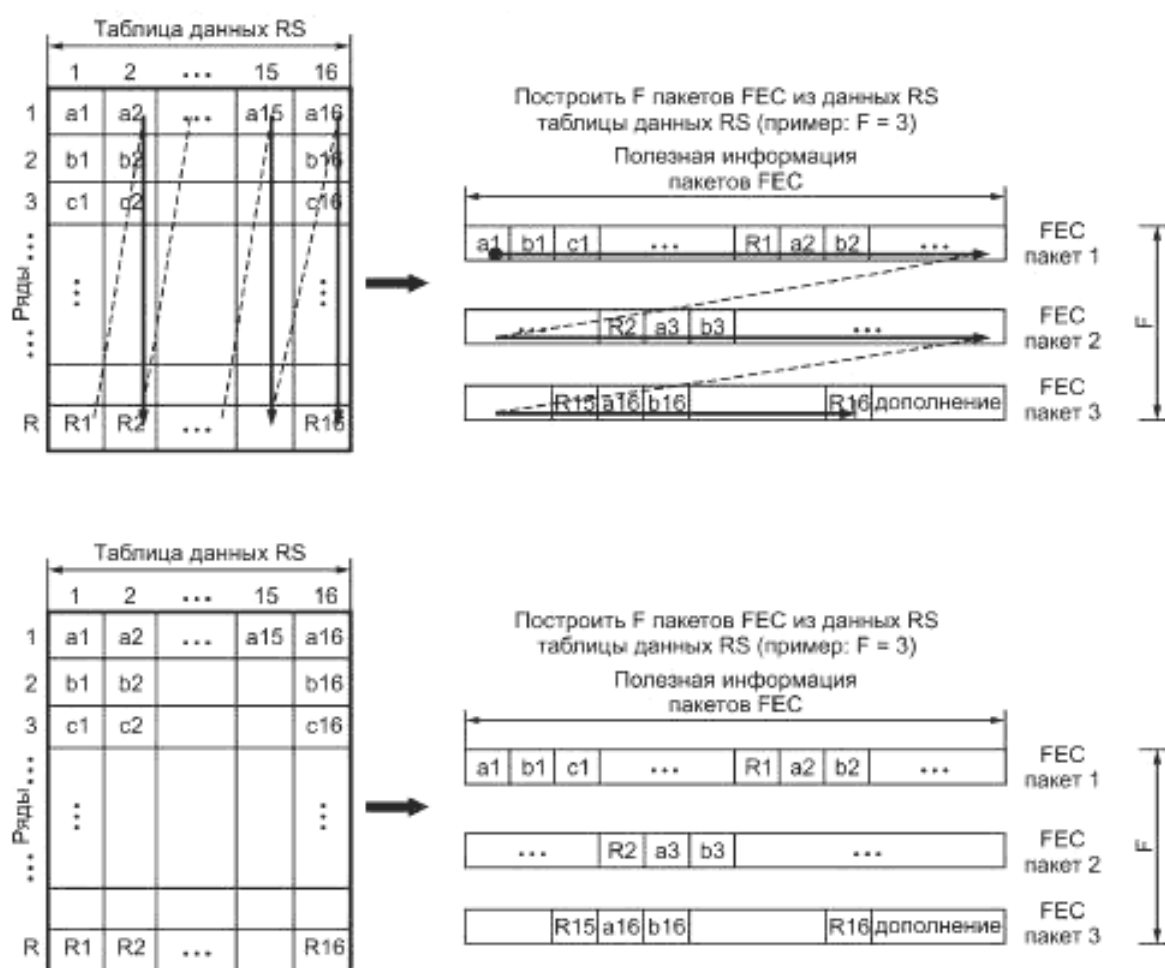 Таблица данных RS
1 2 ... 15 16
1 a1 a2 ... a15 a16
2 b1 b2 b16
3 c1 c2 c16
... Ряды ...
R R1 R2 ... R16
Построить F пакетов FEC из данных RS
таблицы данных RS (пример: F = 3)
Полезная информация
пакетов FEC
a1 b1 c1 ... R1 a2 b2 ...
FEC
пакет 1
... R2 a3 b3 ...
FEC
пакет 2
R15 a16 b16 R16 дополнение
FEC
пакет 3
F
Таблица данных RS
1 2 ... 15 16
1 a1 a2 ... a15 a16
2 b1 b2 b16
3 c1 c2 c16
... Ряды ...
R R1 R2 ... R16
Построить F пакетов FEC из данных RS
таблицы данных RS (пример: F = 3)
Полезная информация
пакетов FEC
a1 b1 c1 ... R1 a2 b2 ...
FEC
пакет 1
... R2 a3 b3 ...
FEC
пакет 2
R15 a16 b16 R16 дополнение
FEC
пакет 3
F